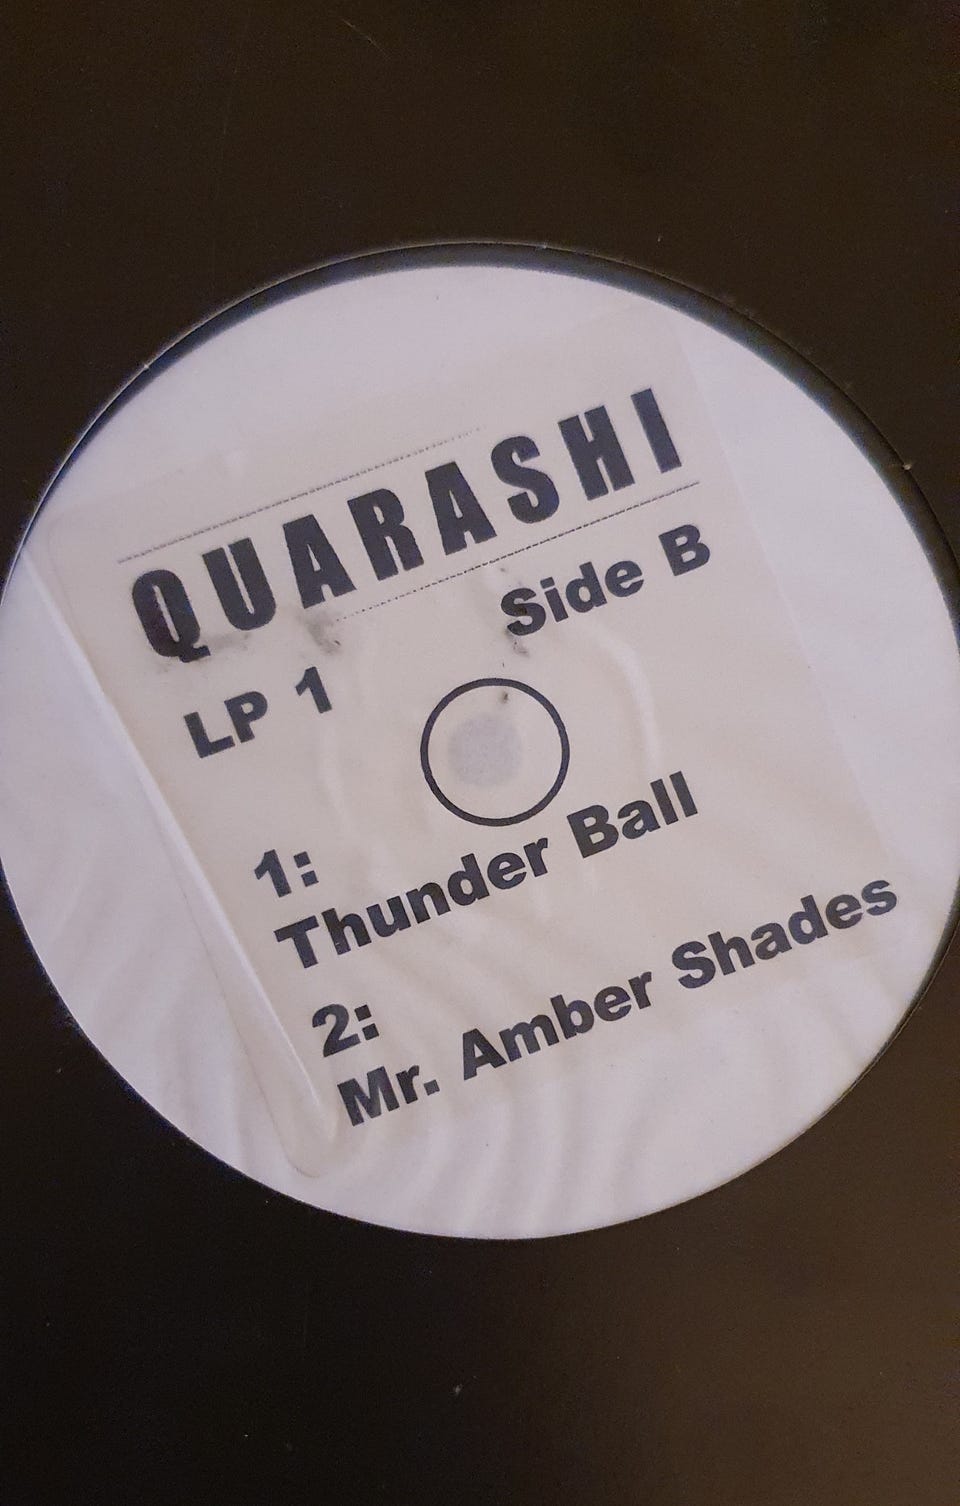 QUARASHI
Side B
LP 1
1:
Thunder Ball
2:
Mr. Amber Shades